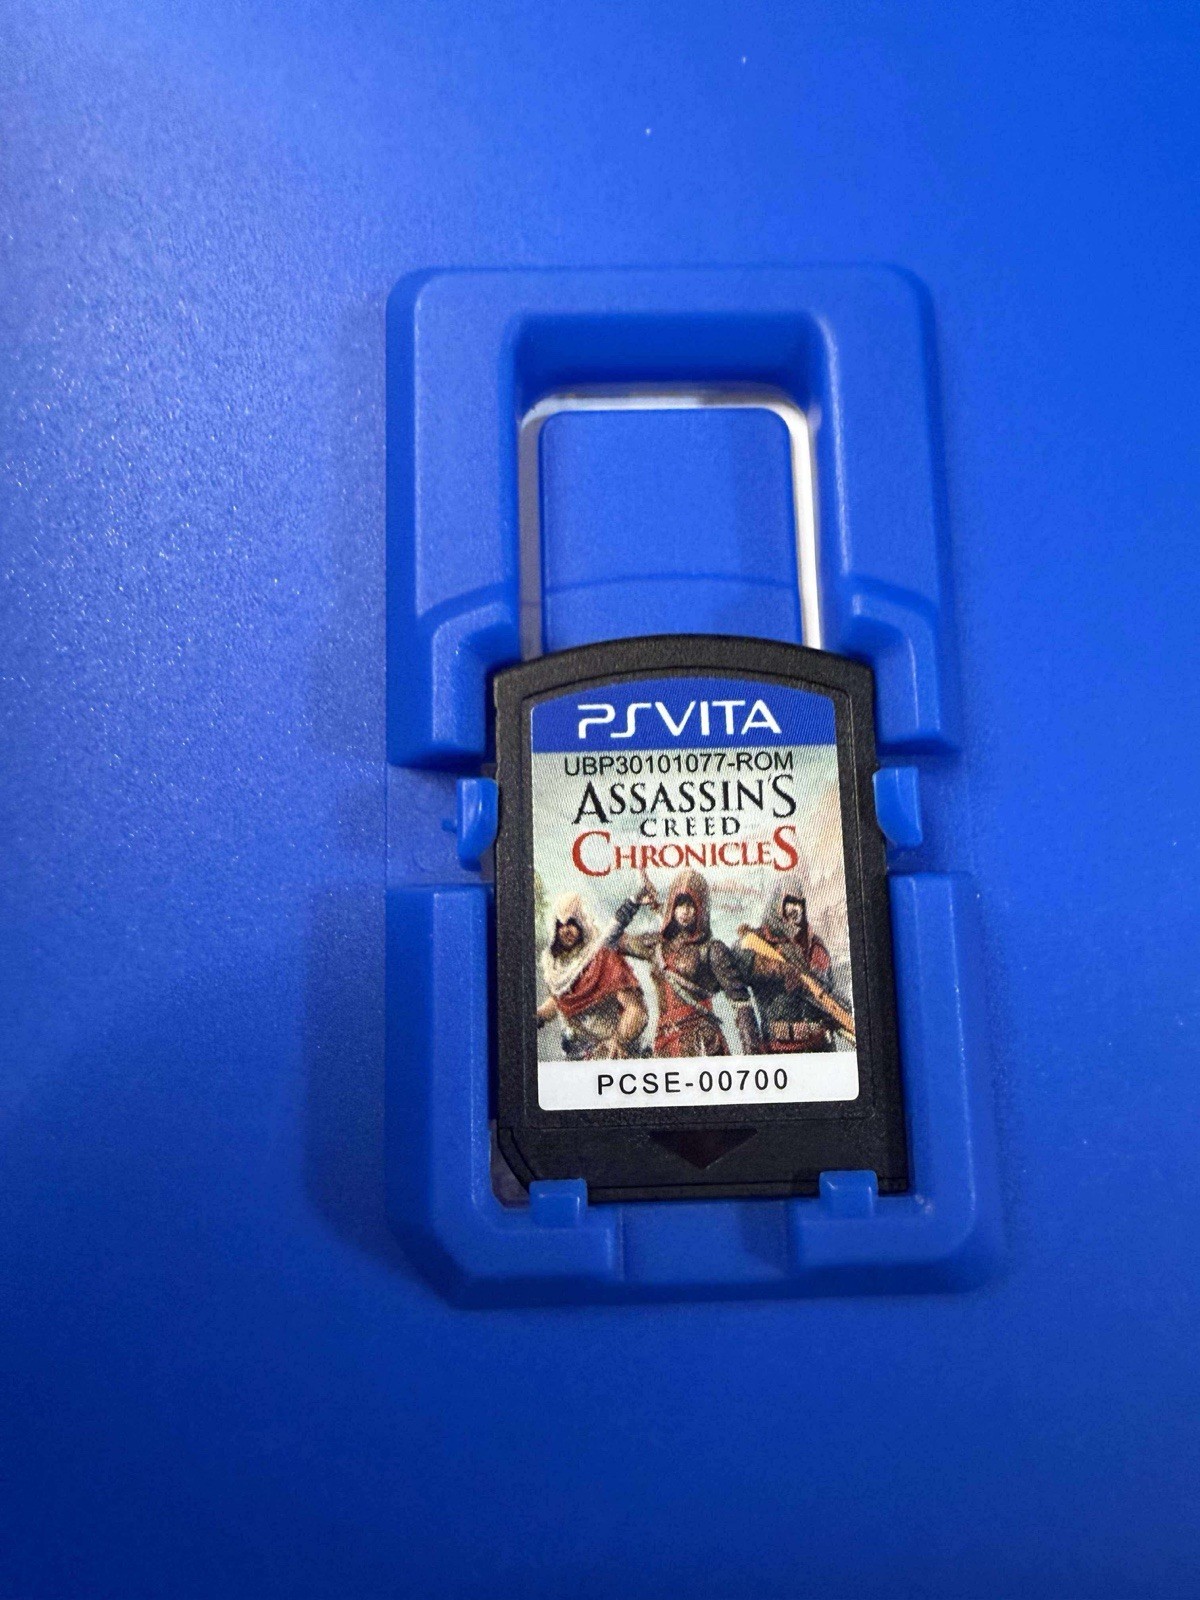 PSVITA
UBP30101077-ROM
ASSASSIN'S
CREED
CHRONICLES
PCSE-00700